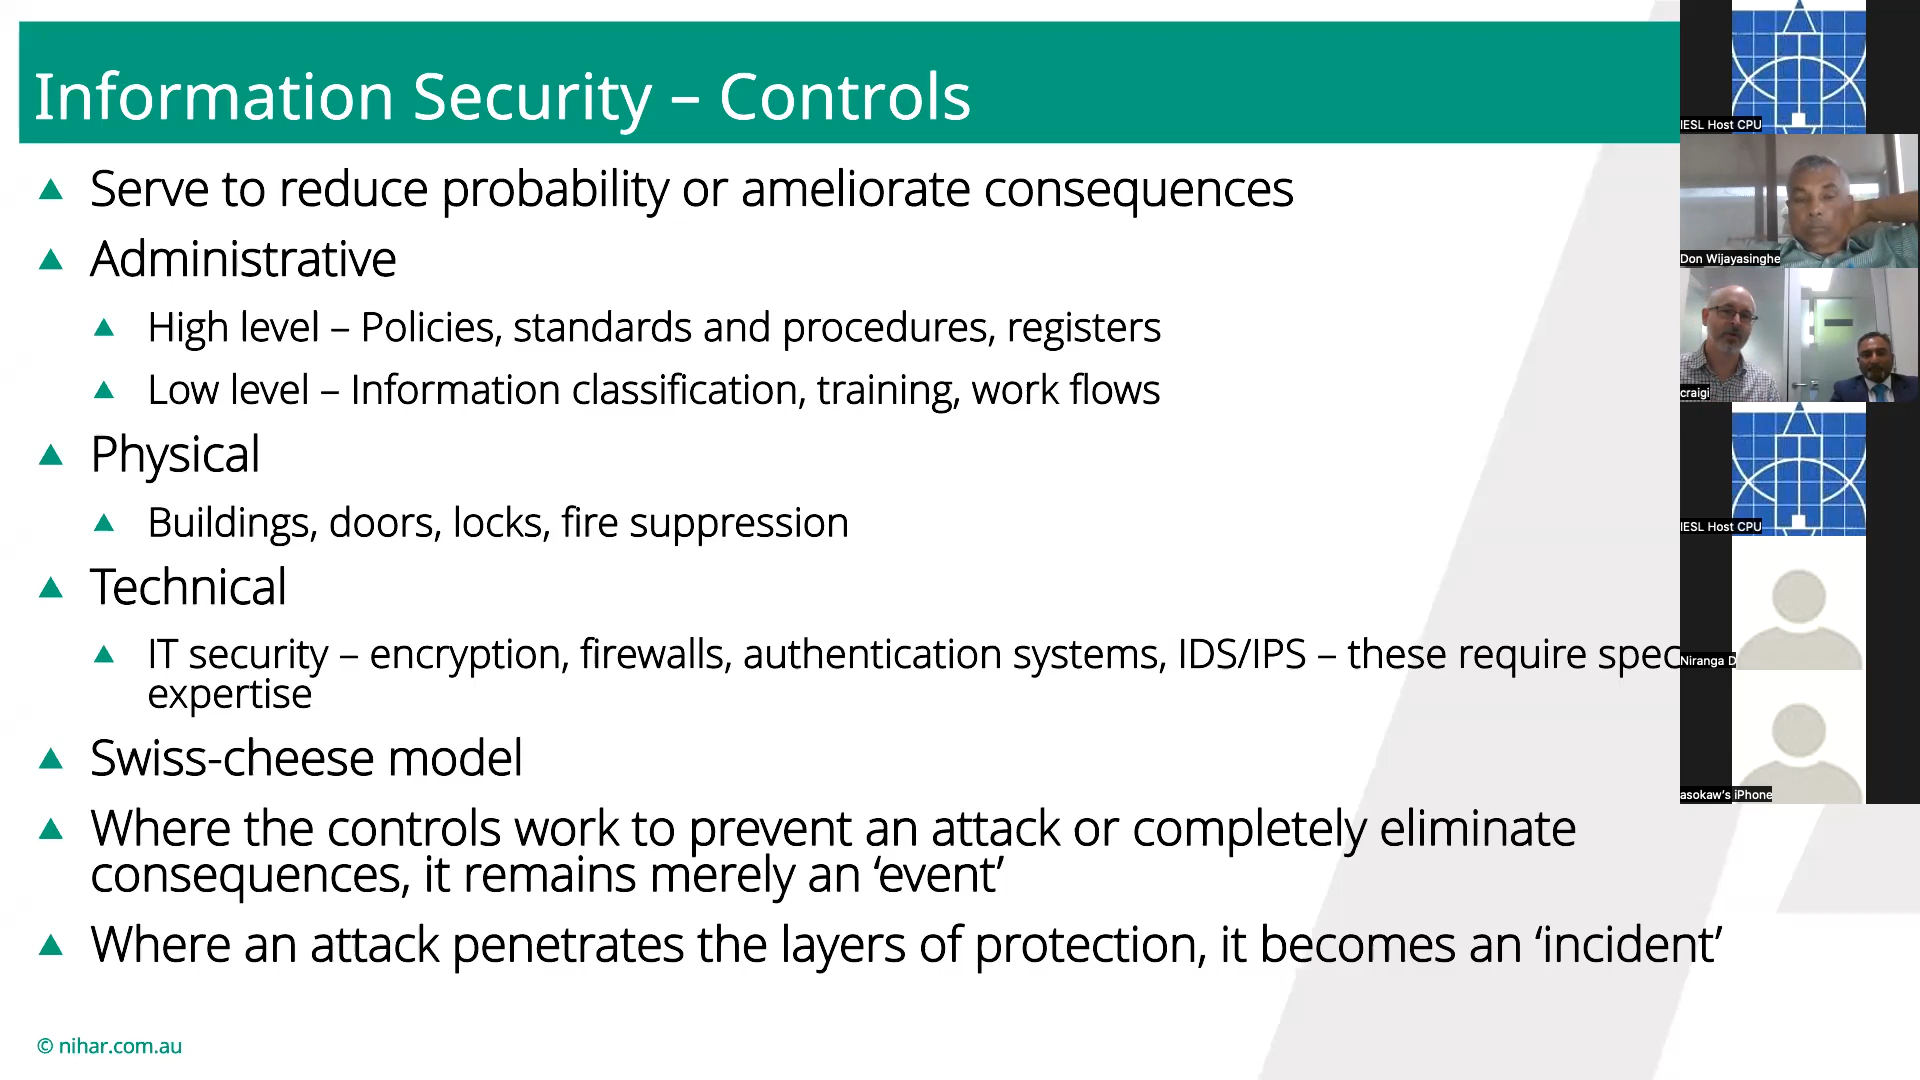 Information Security – Controls
Serve to reduce probability or ameliorate consequences
Administrative
High level – Policies, standards and procedures, registers
Low level – Information classification, training, work flows
Physical
Buildings, doors, locks, fire suppression
Technical
IT security – encryption, firewalls, authentication systems, IDS/IPS – these require
expertise
Swiss-cheese model
Where the controls work to prevent an attack or completely eliminate
consequences, it remains merely an ‘event’
Where an attack penetrates the layers of protection, it becomes an ‘incident’
© nihar.com.au
IESL Host CPU
Don Wijayasinghe
craigi
IESL Host CPU
Niranga D
asokaw's iPhone